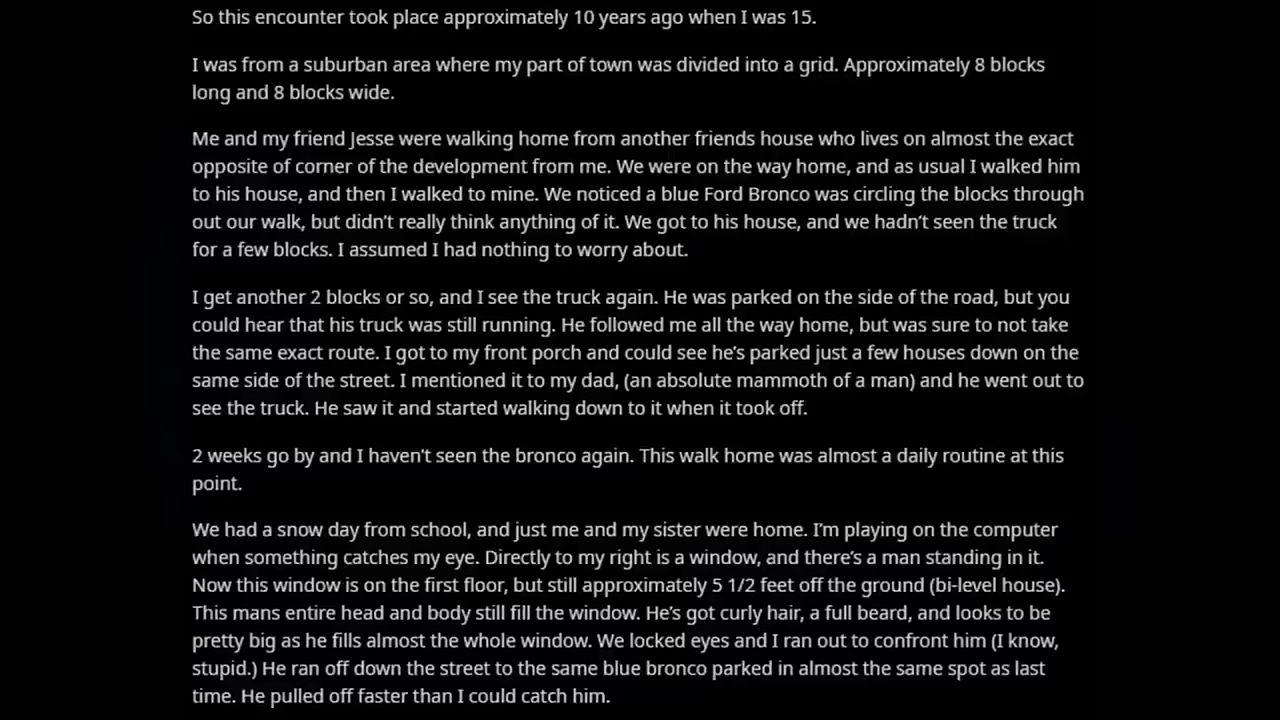 So this encounter took place approximately 10 years ago when I was 15.
I was from a suburban area where my part of town was divided into a grid. Approximately 8 blocks
long and 8 blocks wide.
Me and my friend Jesse were walking home from another friends house who lives on almost the exact
opposite of corner of the development from me. We were on the way home, and as usual I walked him
to his house, and then I walked to mine. We noticed a blue Ford Bronco was circling the blocks through
out our walk, but didn't really think anything of it. We got to his house, and we hadn't seen the truck
for a few blocks. I assumed I had nothing to worry about.
I get another 2 blocks or so, and I see the truck again. He was parked on the side of the road, but you
could hear that his truck was still running. He followed me all the way home, but was sure to not take
the same exact route. I got to my front porch and could see he's parked just a few houses down on the
same side of the street. I mentioned it to my dad, (an absolute mammoth of a man) and he went out to
see the truck. He saw it and started walking down to it when it took off.
2 weeks go by and I haven't seen the bronco again. This walk home was almost a daily routine at this
point.
We had a snow day from school, and just me and my sister were home. I'm playing on the computer
when something catches my eye. Directly to my right is a window, and there's a man standing in it.
Now this window is on the first floor, but still approximately 5 1/2 feet off the ground (bi-level house).
This mans entire head and body still fill the window. He's got curly hair, a full beard, and looks to be
pretty big as he fills almost the whole window. We locked eyes and I ran out to confront him (I know,
stupid.) He ran off down the street to the same blue bronco parked in almost the same spot as last
time. He pulled off faster than I could catch him.